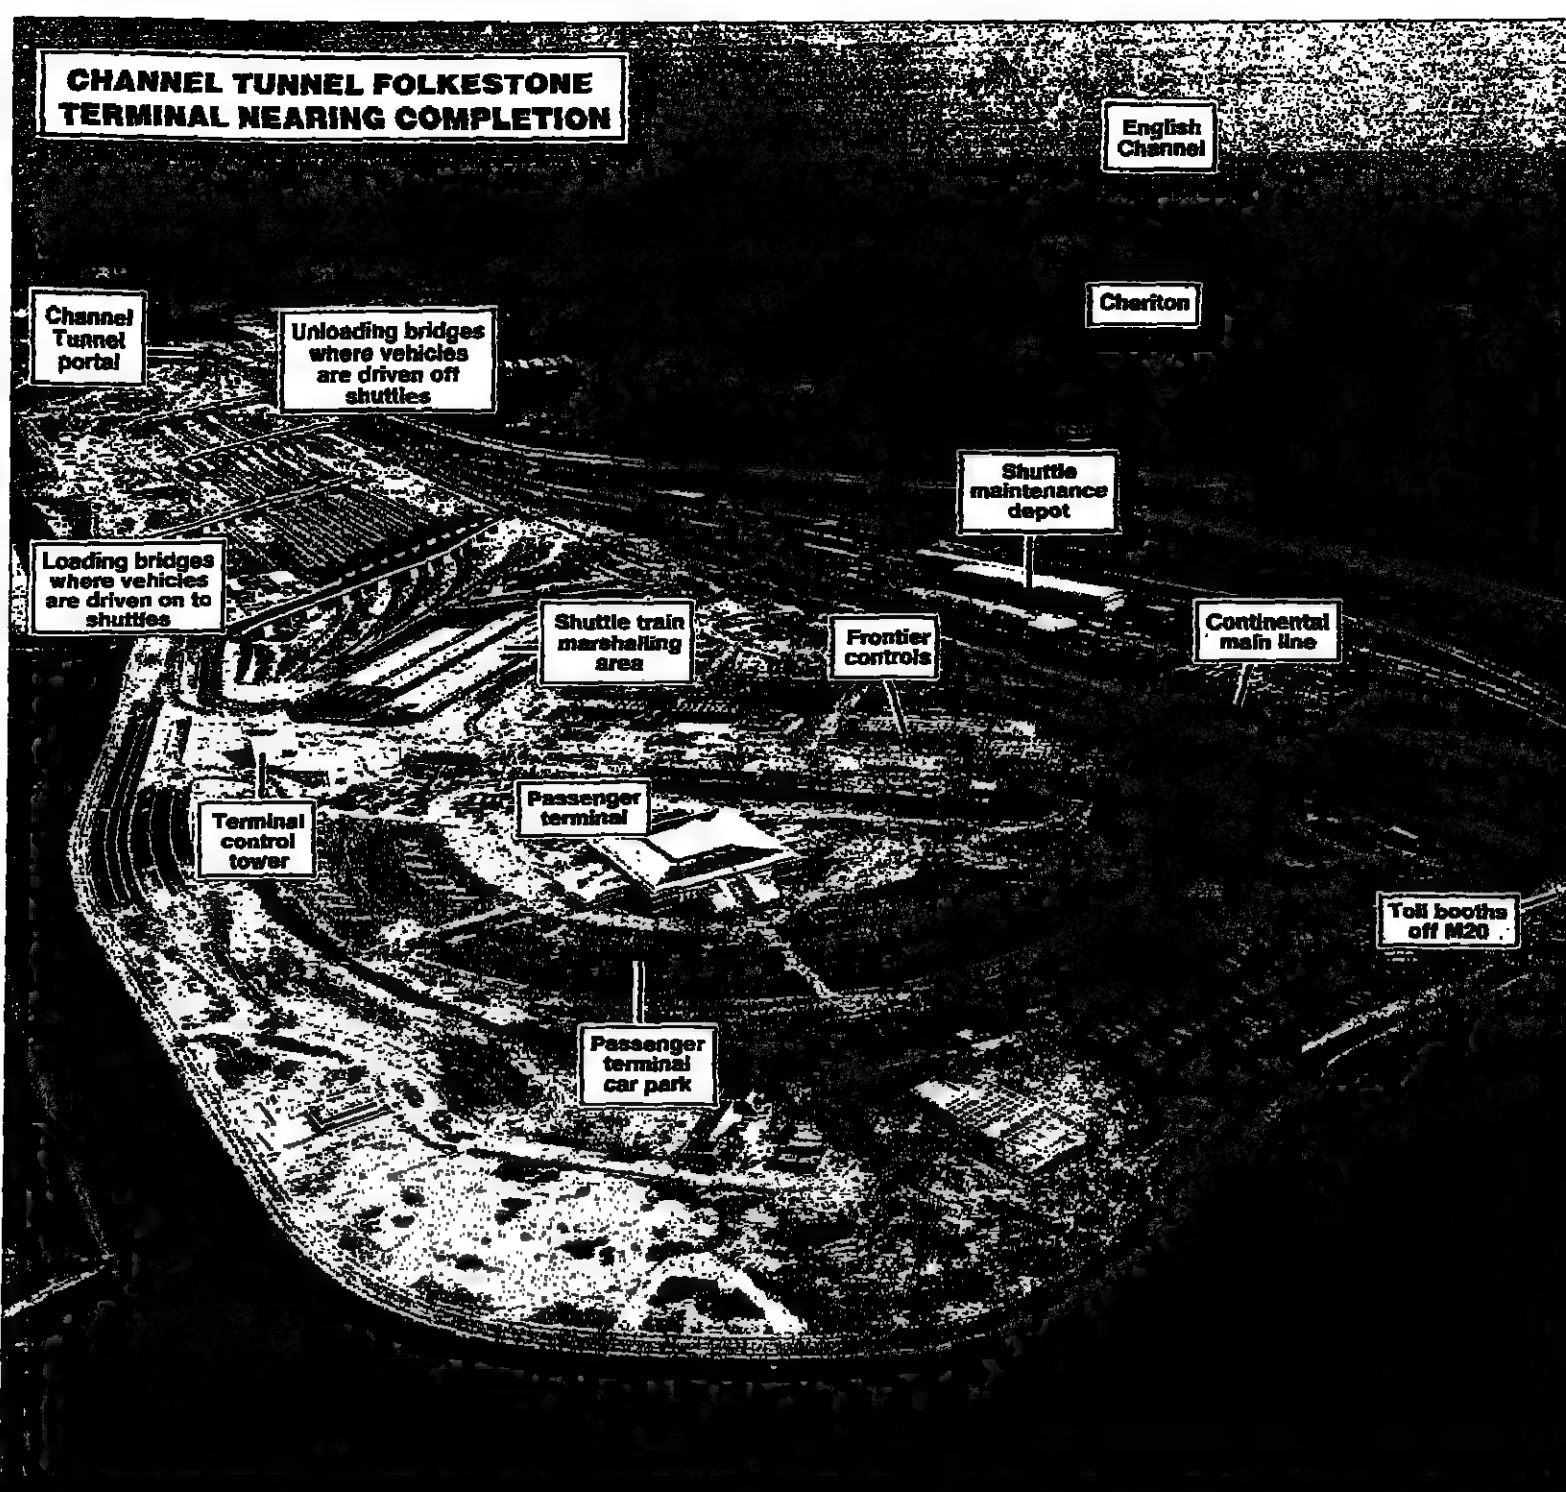 CHANNEL TUNNEL FOLKESTONE
TERMINAL NEARING COMPLETION
English
Channel
Cheriton
Channel
Tunnel
portal
Unloading bridges
where vehicles
are driven off
shuttles
Shuttle
maintenance
depot
Loading bridges
where vehicles
are driven on to
shuttles
Shuttle train
marshalling
area
Frontier
controls
Continental
main line
Passenger
terminal
Terminal
control
tower
Toll booths
off M20
Passenger
terminal
car park